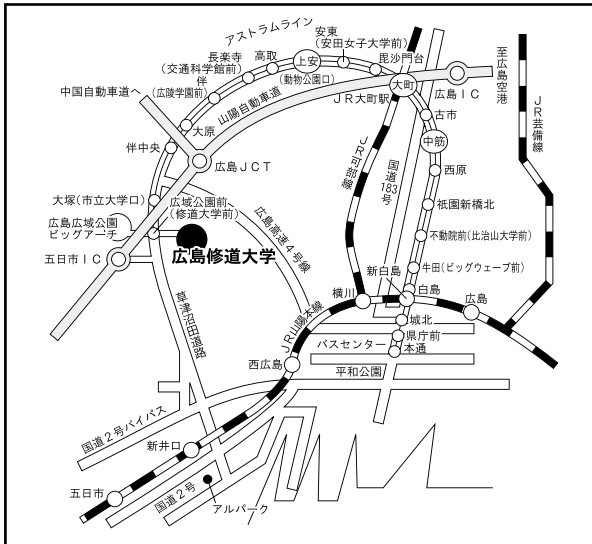 アストラムライン
安東
(安田女子大学前)
毘沙門台
長楽寺
(交通科学館前)
高取
上安
(動物公園口)
伴
(広陵学園前)
大町
JR大町駅
広島IC
至広島空港
JR芸備線
中国自動車道へ
山陽自動車道
古市
大原
中筋
伴中央
広島JCT
JR可部線
国道183号
西原
大塚(市立大学口)
広域公園前
(修道大学前)
広島高速4号線
祇園新橋北
広島広域公園
ビッグアーチ
広島修道大学
不動院前(比治山大学前)
五日市IC
新白島
牛田(ビッグウェーブ前)
白島
横川
広島
草津沼田道路
JR山陽本線
城北
県庁前
バスセンター
本通
西広島
平和公園
国道2号バイパス
新井口
五日市
国道2号
アルパーク